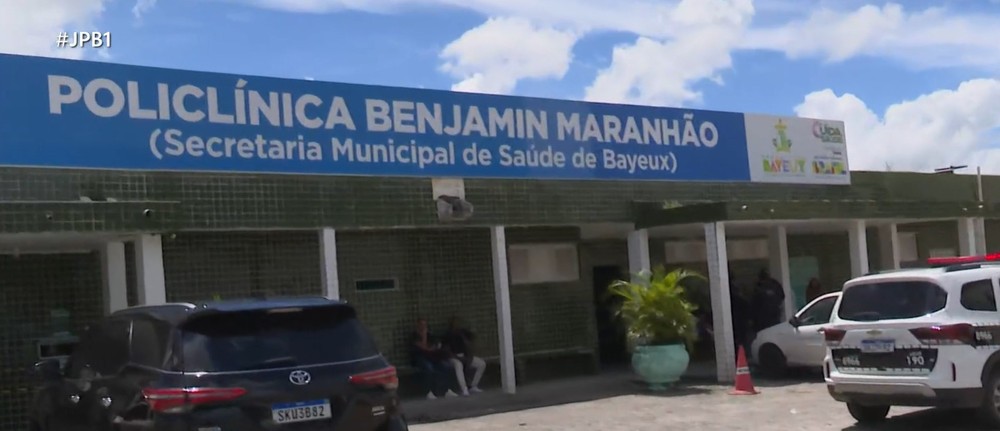 #JPB1
POLICLÍNICA BENJAMIN MARANHÃO
(Secretaria Municipal de Saúde de Bayeux)
BAYEUX
SKU3B82
190